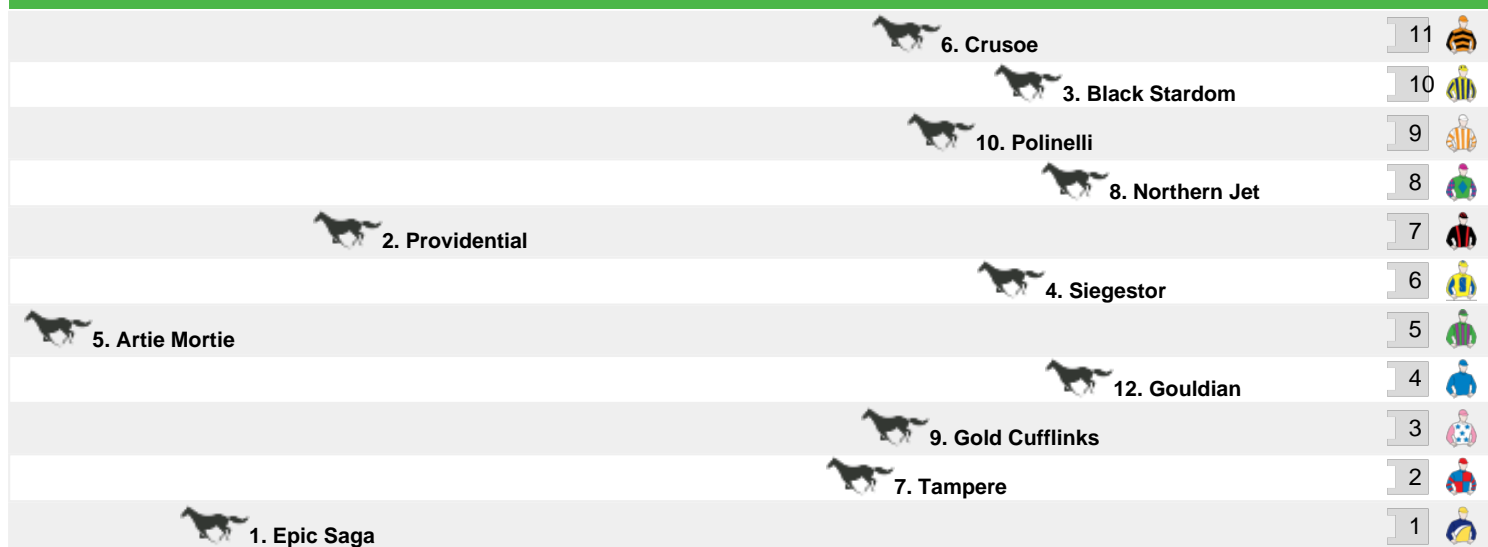 6. Crusoe 11
3. Black Stardom 10
10. Polinelli 9
8. Northern Jet 8
2. Providential 7
4. Siegestor 6
5. Artie Mortie 5
12. Gouldian 4
9. Gold Cufflinks 3
7. Tampere 2
1. Epic Saga 1